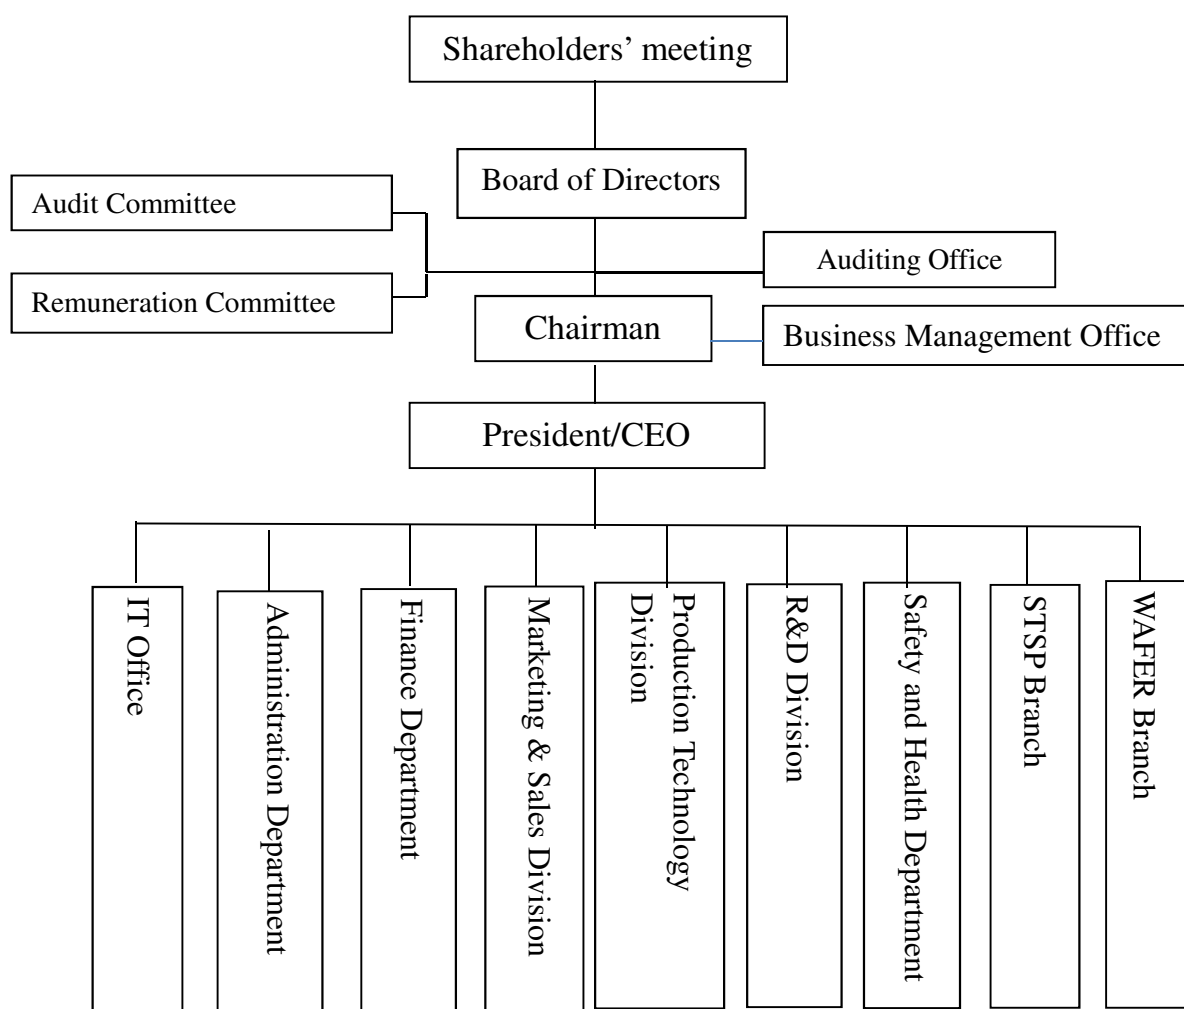 Shareholders’ meeting
Board of Directors
Audit Committee
Auditing Office
Remuneration Committee
Chairman
Business Management Office
President/CEO
IT Office
Administration Department
Finance Department
Marketing & Sales Division
Production Technology
Division
R&D Division
Safety and Health Department
STSP Branch
WAFER Branch